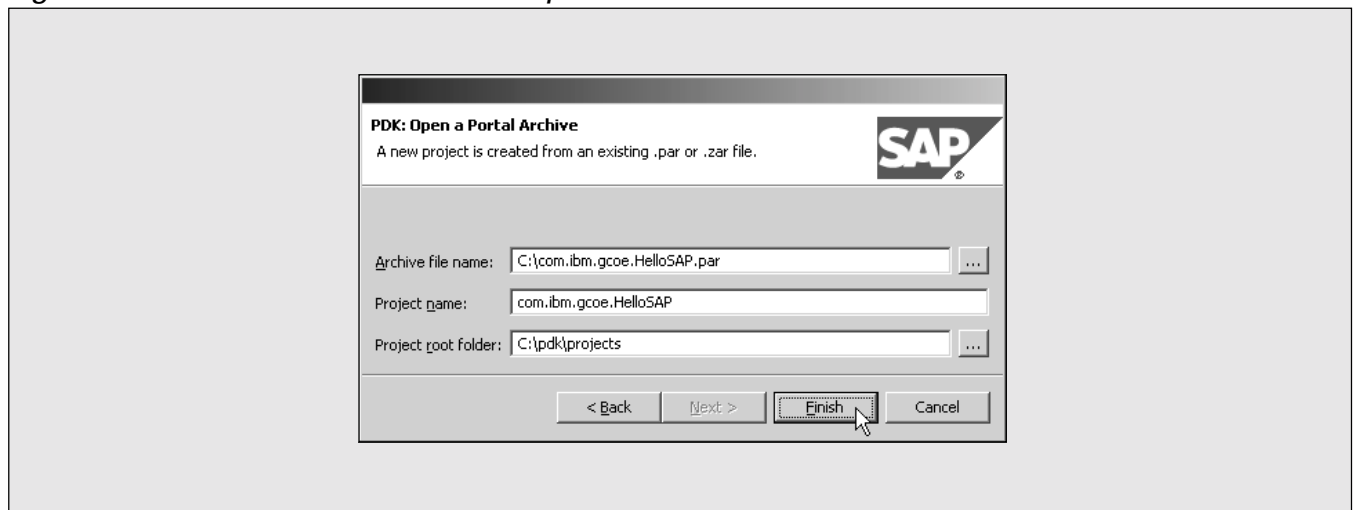 PDK: Open a Portal Archive
A new project is created from an existing .par or .zar file.
SAP
®
Archive file name: C:\com.ibm.gcoe.HelloSAP.par ...
Project name: com.ibm.gcoe.HelloSAP
Project root folder: C:\pdk\projects ...
< Back Next > Finish Cancel